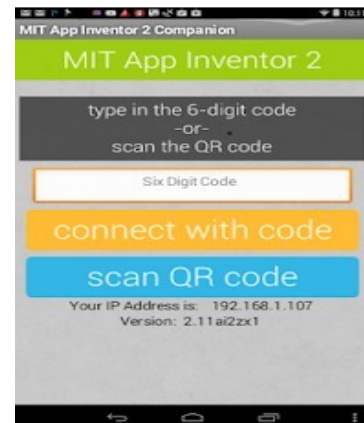 MIT App Inventor 2 Companion
MIT App Inventor 2
type in the 6-digit code
-or-
scan the QR code
Six Digit Code
connect with code
scan QR code
Your IP Address is: 192.168.1.107
Version: 2.11ai2zx1